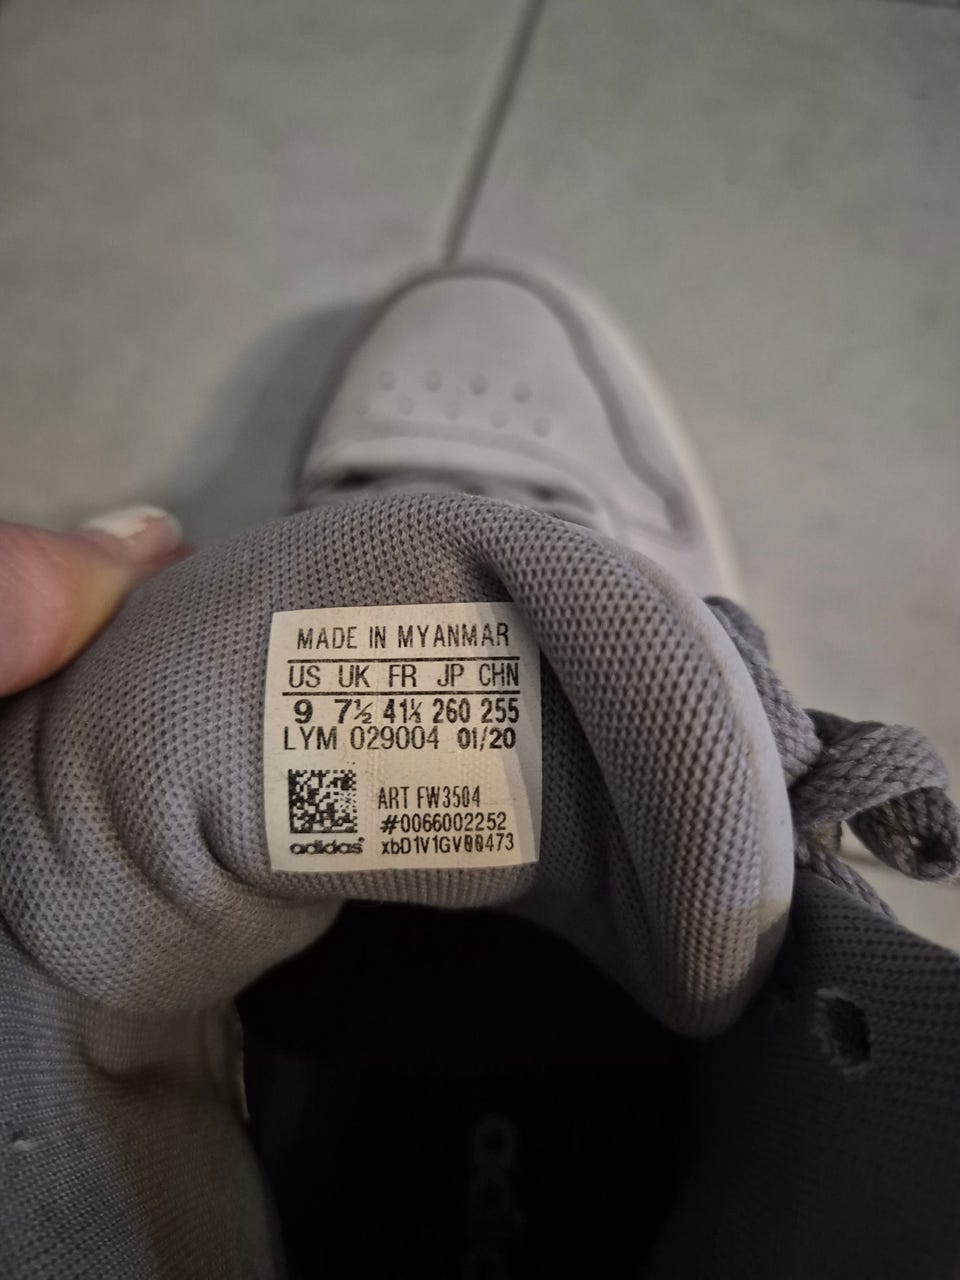 MADE IN MYANMAR
US UK FR JP CHN
9 7½ 41⅓ 260 255
LYM 029004 01/20
ART FW3504
#0066002252
adidas xbD1V1GV00473